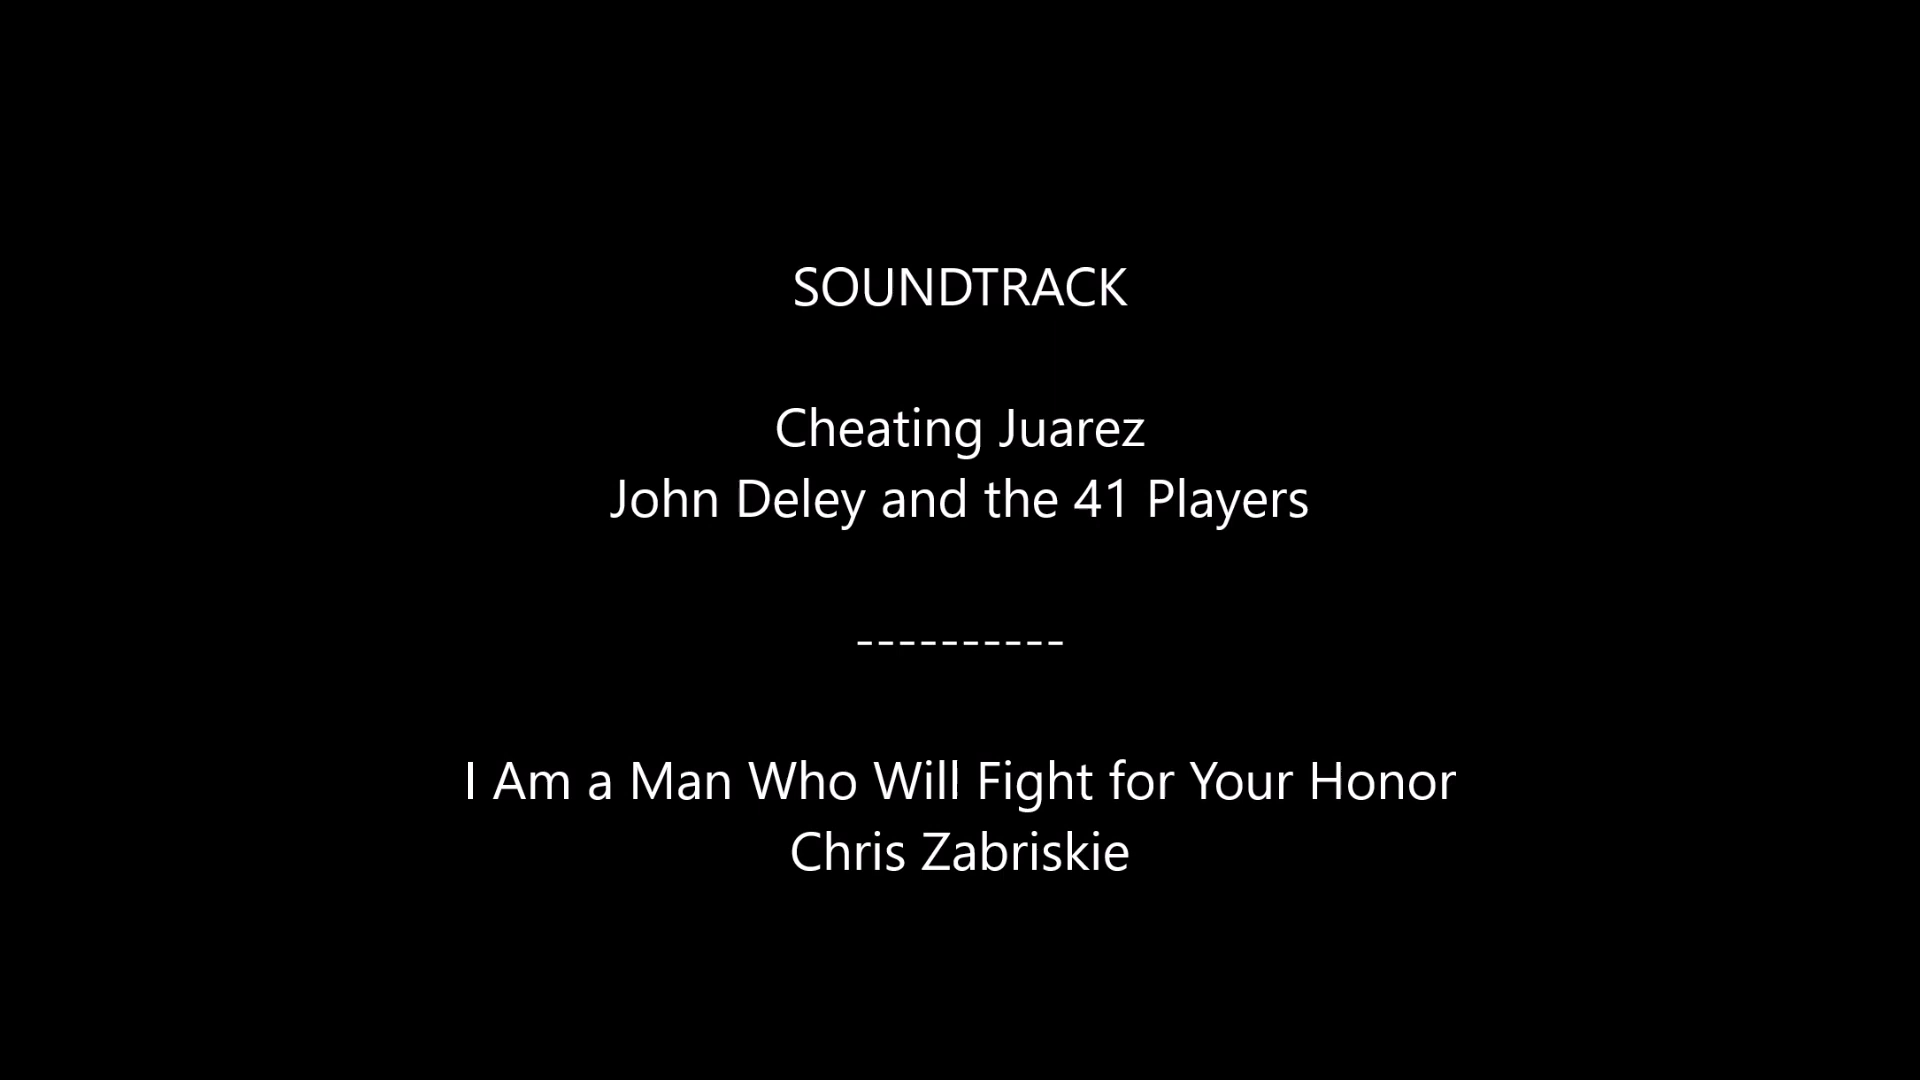 SOUNDTRACK
Cheating Juarez
John Deley and the 41 Players
----------
I Am a Man Who Will Fight for Your Honor
Chris Zabriskie